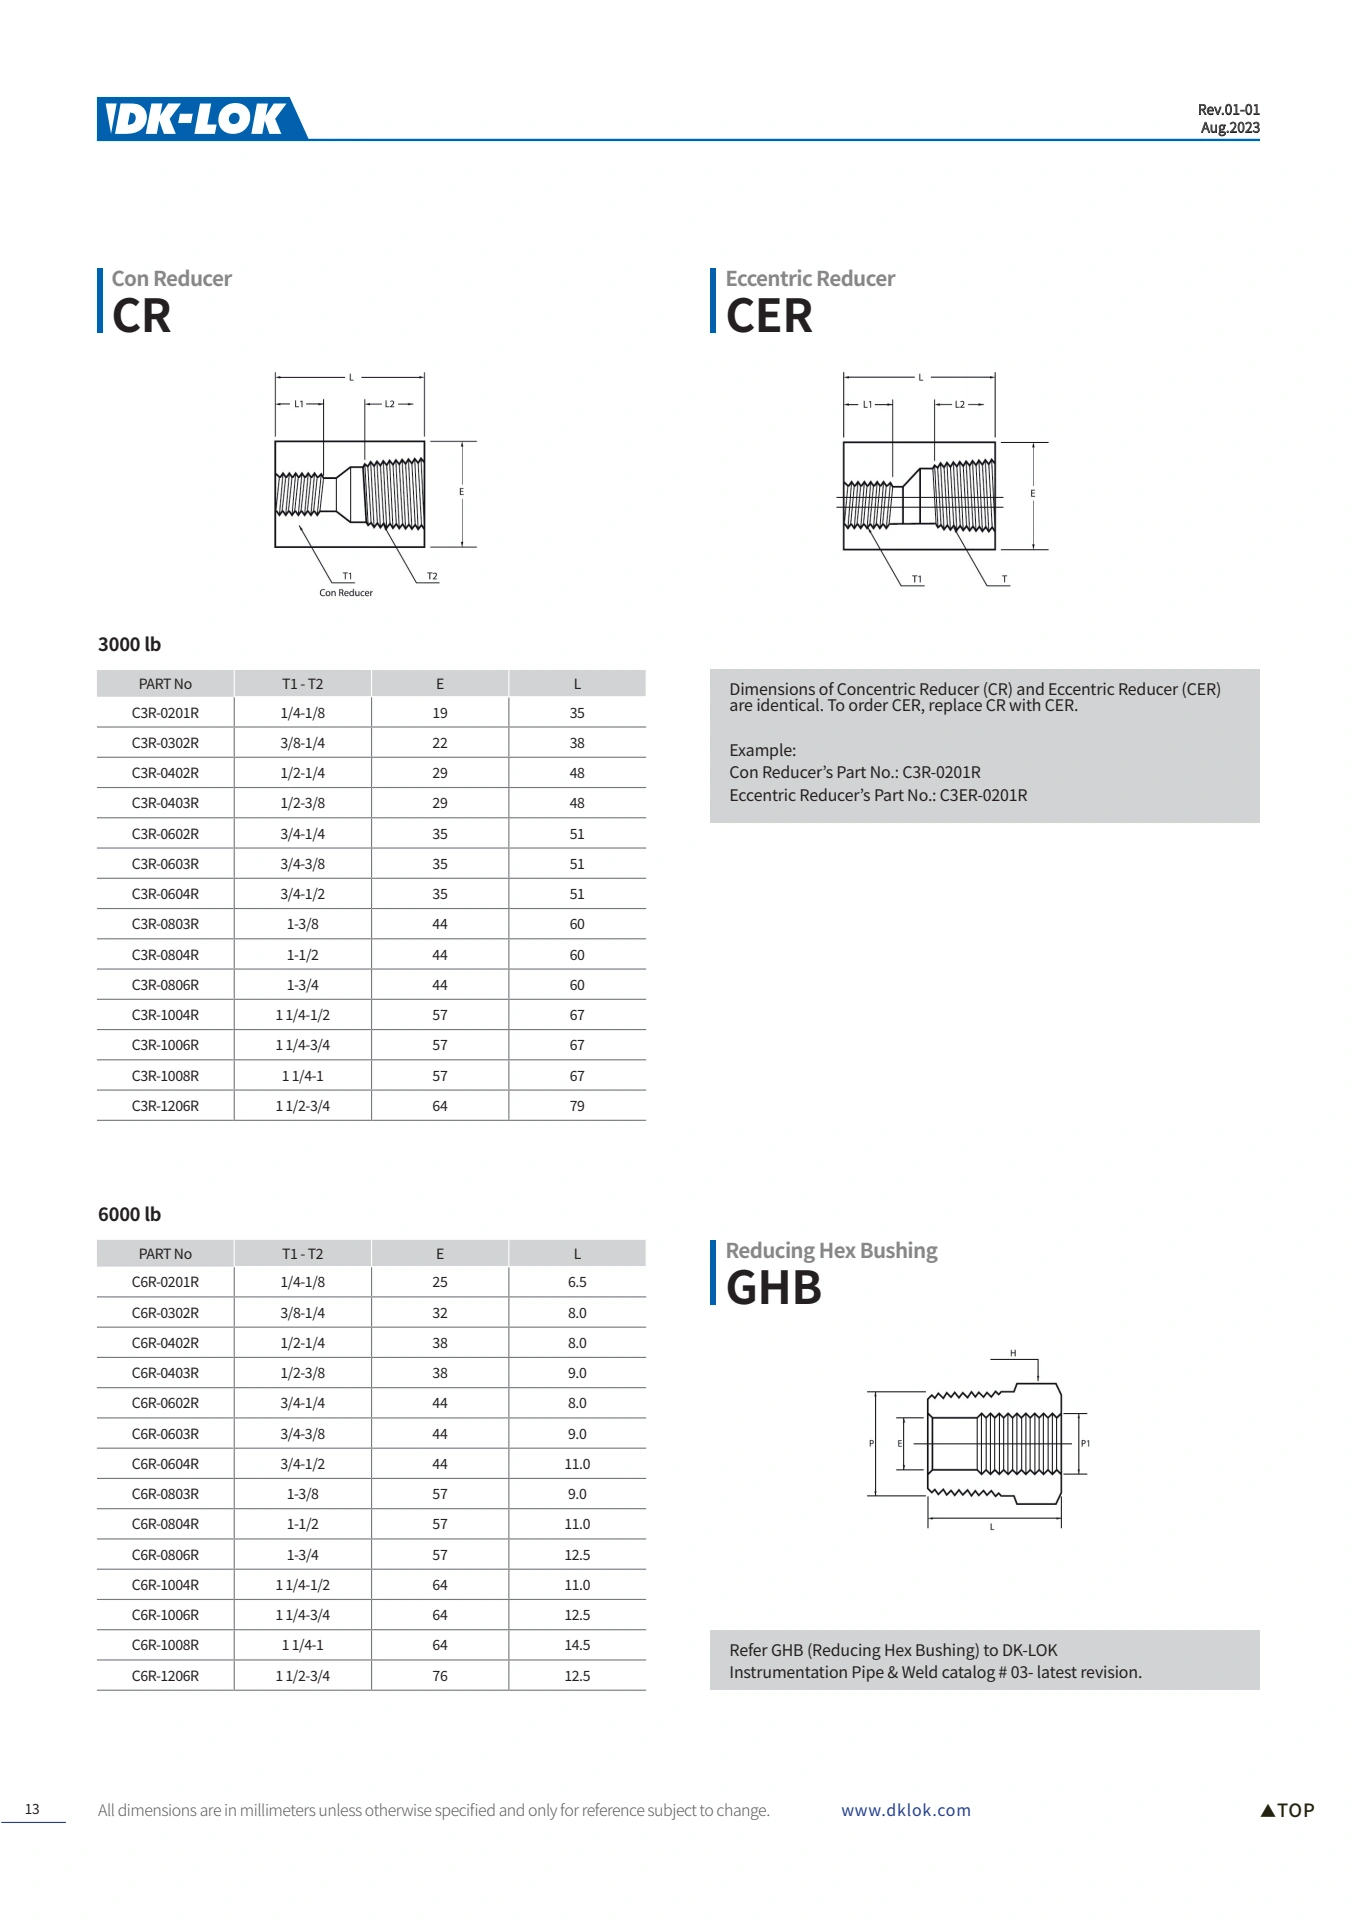 DK-LOK
Rev.01-01
Aug.2023
Con Reducer
CR
L
L1
L2
E
T1
T2
Con Reducer
Eccentric Reducer
CER
L
L1
L2
E
T1
T
3000 lb
PART No T1 - T2 E L
C3R-0201R 1/4-1/8 19 35
C3R-0302R 3/8-1/4 22 38
C3R-0402R 1/2-1/4 29 48
C3R-0403R 1/2-3/8 29 48
C3R-0602R 3/4-1/4 35 51
C3R-0603R 3/4-3/8 35 51
C3R-0604R 3/4-1/2 35 51
C3R-0803R 1-3/8 44 60
C3R-0804R 1-1/2 44 60
C3R-0806R 1-3/4 44 60
C3R-1004R 1 1/4-1/2 57 67
C3R-1006R 1 1/4-3/4 57 67
C3R-1008R 1 1/4-1 57 67
C3R-1206R 1 1/2-3/4 64 79
Dimensions of Concentric Reducer (CR) and Eccentric Reducer (CER)
are identical. To order CER, replace CR with CER.
Example:
Con Reducer’s Part No.: C3R-0201R
Eccentric Reducer’s Part No.: C3ER-0201R
6000 lb
PART No T1 - T2 E L
C6R-0201R 1/4-1/8 25 6.5
C6R-0302R 3/8-1/4 32 8.0
C6R-0402R 1/2-1/4 38 8.0
C6R-0403R 1/2-3/8 38 9.0
C6R-0602R 3/4-1/4 44 8.0
C6R-0603R 3/4-3/8 44 9.0
C6R-0604R 3/4-1/2 44 11.0
C6R-0803R 1-3/8 57 9.0
C6R-0804R 1-1/2 57 11.0
C6R-0806R 1-3/4 57 12.5
C6R-1004R 1 1/4-1/2 64 11.0
C6R-1006R 1 1/4-3/4 64 12.5
C6R-1008R 1 1/4-1 64 14.5
C6R-1206R 1 1/2-3/4 76 12.5
Reducing Hex Bushing
GHB
H
P
E
P1
L
Refer GHB (Reducing Hex Bushing) to DK-LOK
Instrumentation Pipe & Weld catalog # 03- latest revision.
13
All dimensions are in millimeters unless otherwise specified and only for reference subject to change.
www.dklok.com
▲TOP